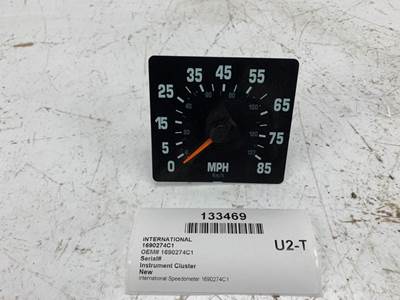 35 45 55
25 65
15 75
5
0 MPH 85
133469
INTERNATIONAL
1690274C1
OEM# 1690274C1
Serial#
Instrument Cluster
New
International Speedometer 1690274C1
U2-T